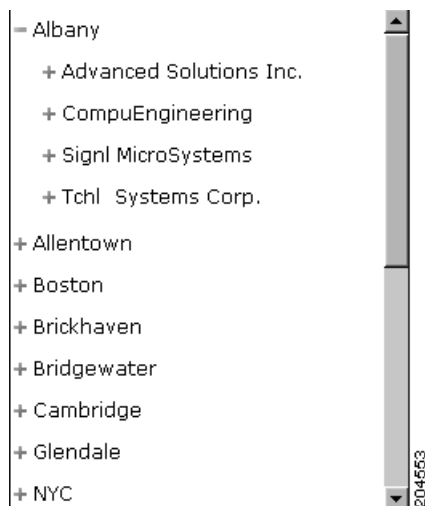 − Albany
+ Advanced Solutions Inc.
+ CompuEngineering
+ Signl MicroSystems
+ Tchl Systems Corp.
+ Allentown
+ Boston
+ Brickhaven
+ Bridgewater
+ Cambridge
+ Glendale
+ NYC
204553